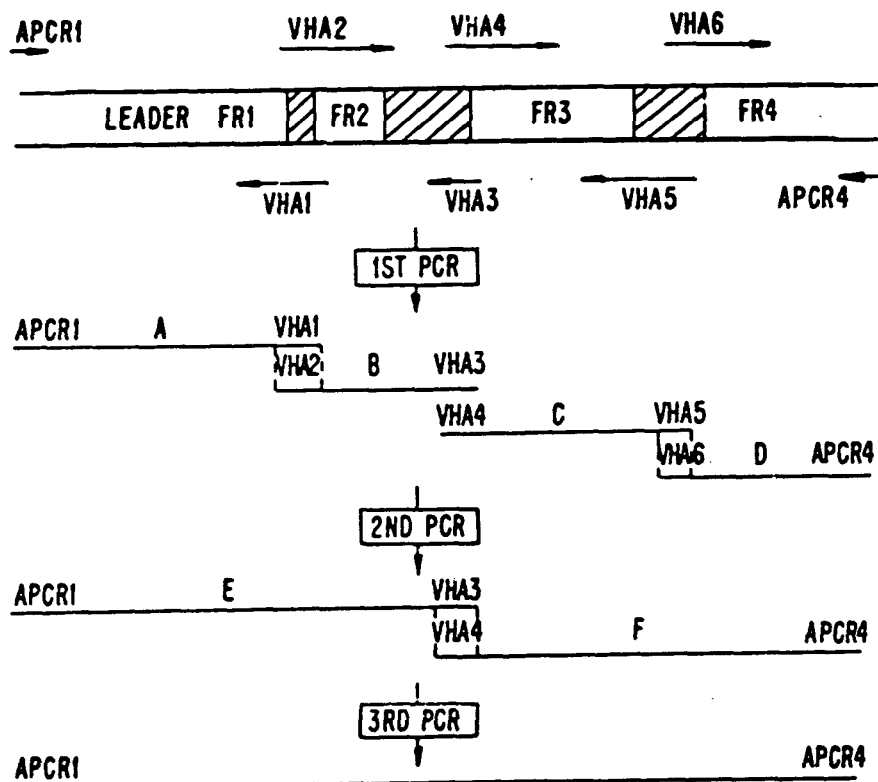 APCR1 VHA2 VHA4 VHA6
LEADER FR1 FR2 FR3 FR4
VHA1 VHA3 VHA5 APCR4
1ST PCR
APCR1 A VHA1
VHA2 B VHA3
VHA4 C VHA5
VHA6 D APCR4
2ND PCR
APCR1 E VHA3
VHA4 F APCR4
3RD PCR
APCR1 APCR4